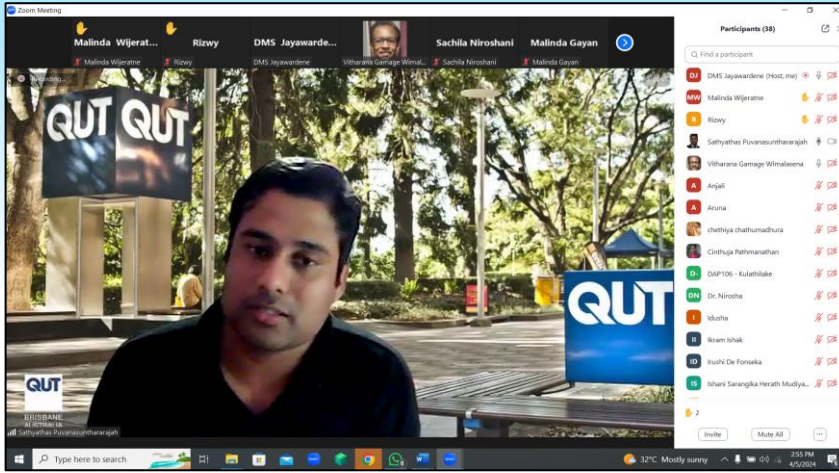 Zoom Meeting
Malinda Wijerat...
Rizwy
DMS Jayawarde...
Sachila Niroshani
Malinda Gayan
Malinda Wijeratne
Rizwy
DMS Jayawardene
Vitharana Gamage Wimal...
Sachila Niroshani
Malinda Gayan
Recording...
QUT
QUT
QUT
QUT
BRISBANE
AUSTRALIA
Sathyathas Puvanasunthararajah
Participants (38)
Find a participant
DJ DMS Jayawardene (Host, me)
MW Malinda Wijeratne
R Rizwy
Sathyathas Puvanasunthararajah
Vitharana Gamage Wimalasena
A Anjali
A Aruna
chethiya chathumadhura
Cinthuja Pathmanathan
D- DAP106 - Kulathilake
DN Dr. Nirosha
I Idusha
II Ikram Ishak
ID Irushi De Fonseka
IS Ishani Sarangika Herath Mudiya...
2
Invite
Mute All
Type here to search
32°C Mostly sunny
2:55 PM
4/5/2024